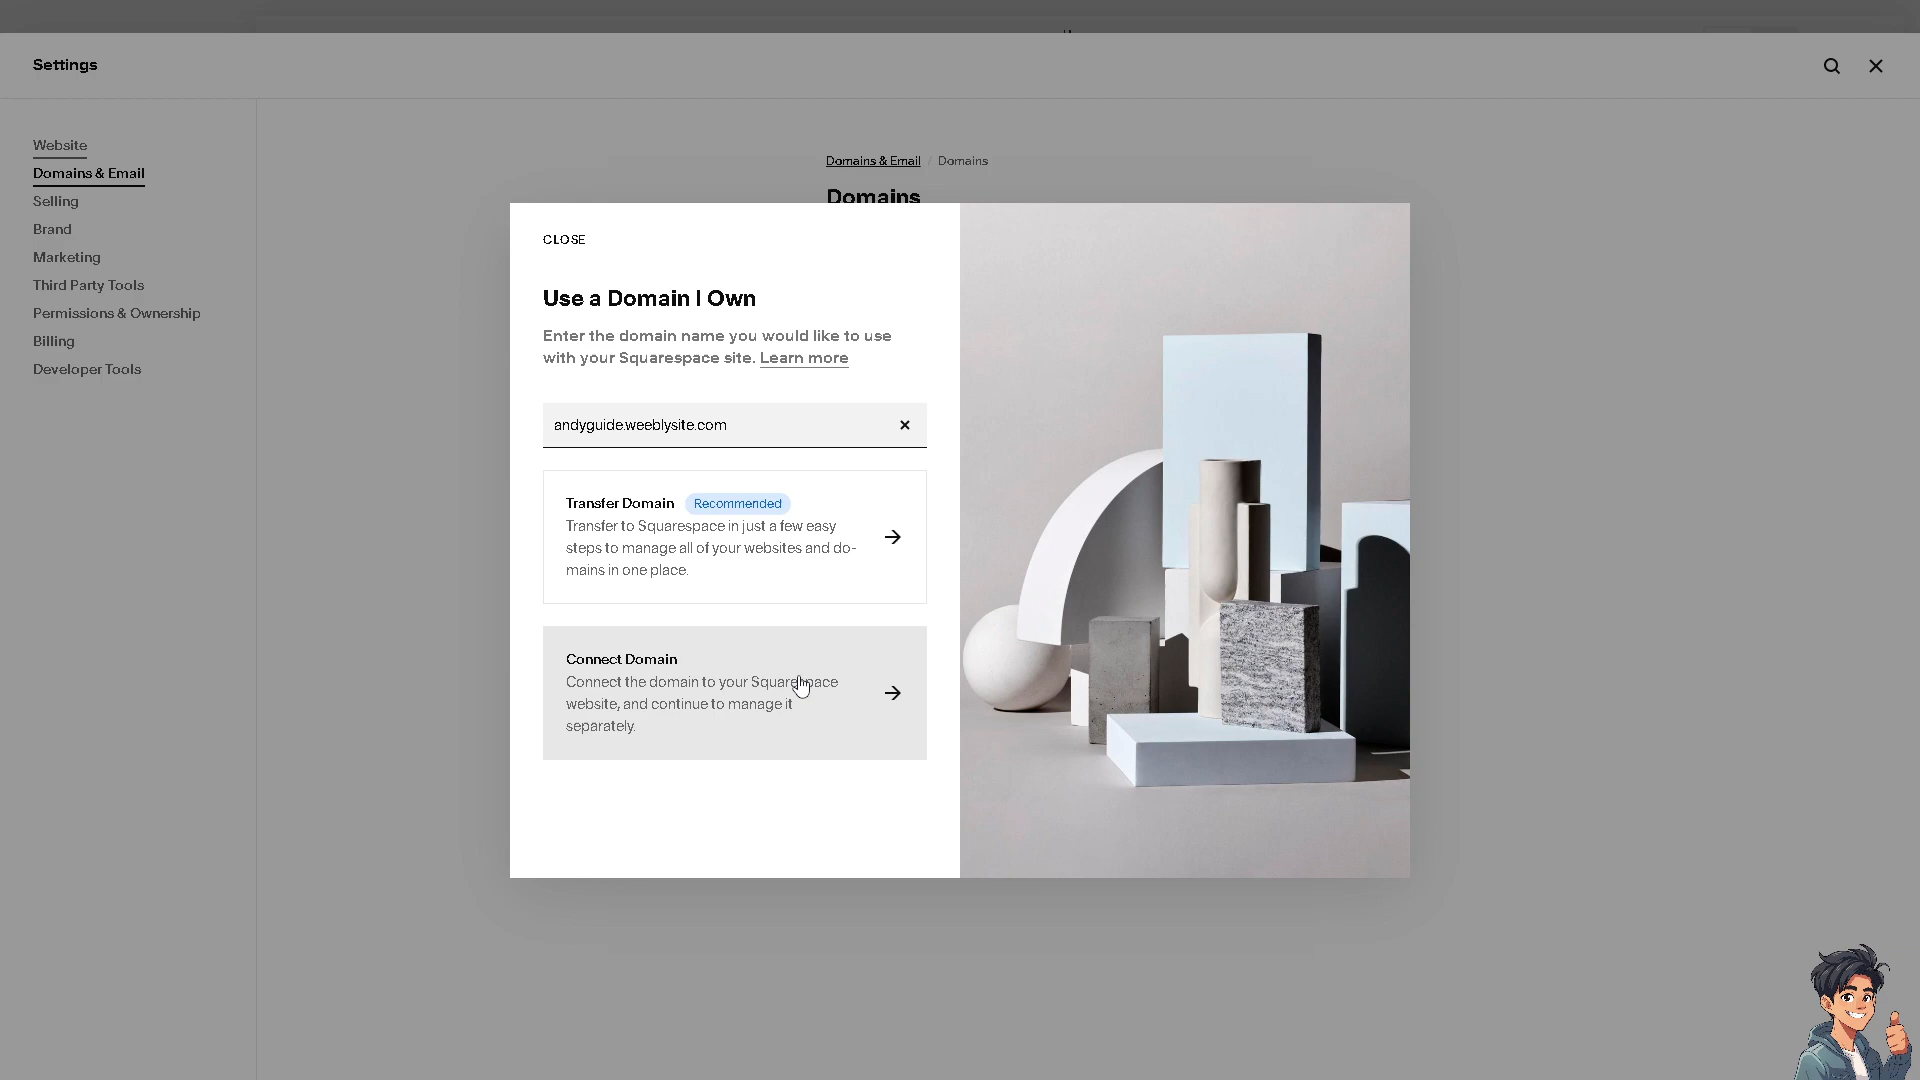 Settings
Website
Domains & Email
Selling
Brand
Marketing
Third Party Tools
Permissions & Ownership
Billing
Developer Tools
Domains & Email / Domains
Domains
CLOSE
Use a Domain I Own
Enter the domain name you would like to use
with your Squarespace site. Learn more
andyguide.weeblysite.com
Transfer Domain Recommended
Transfer to Squarespace in just a few easy
steps to manage all of your websites and do-
mains in one place.
Connect Domain
Connect the domain to your Squarespace
website, and continue to manage it
separately.